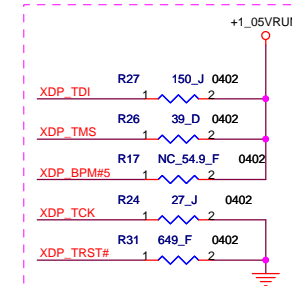 +1_05VRUN
R27 150_J 0402
XDP_TDI 1 2
R26 39_D 0402
XDP_TMS 1 2
R17 NC_54.9_F 0402
XDP_BPM#5 1 2
R24 27_J 0402
XDP_TCK 1 2
R31 649_F 0402
XDP_TRST# 1 2